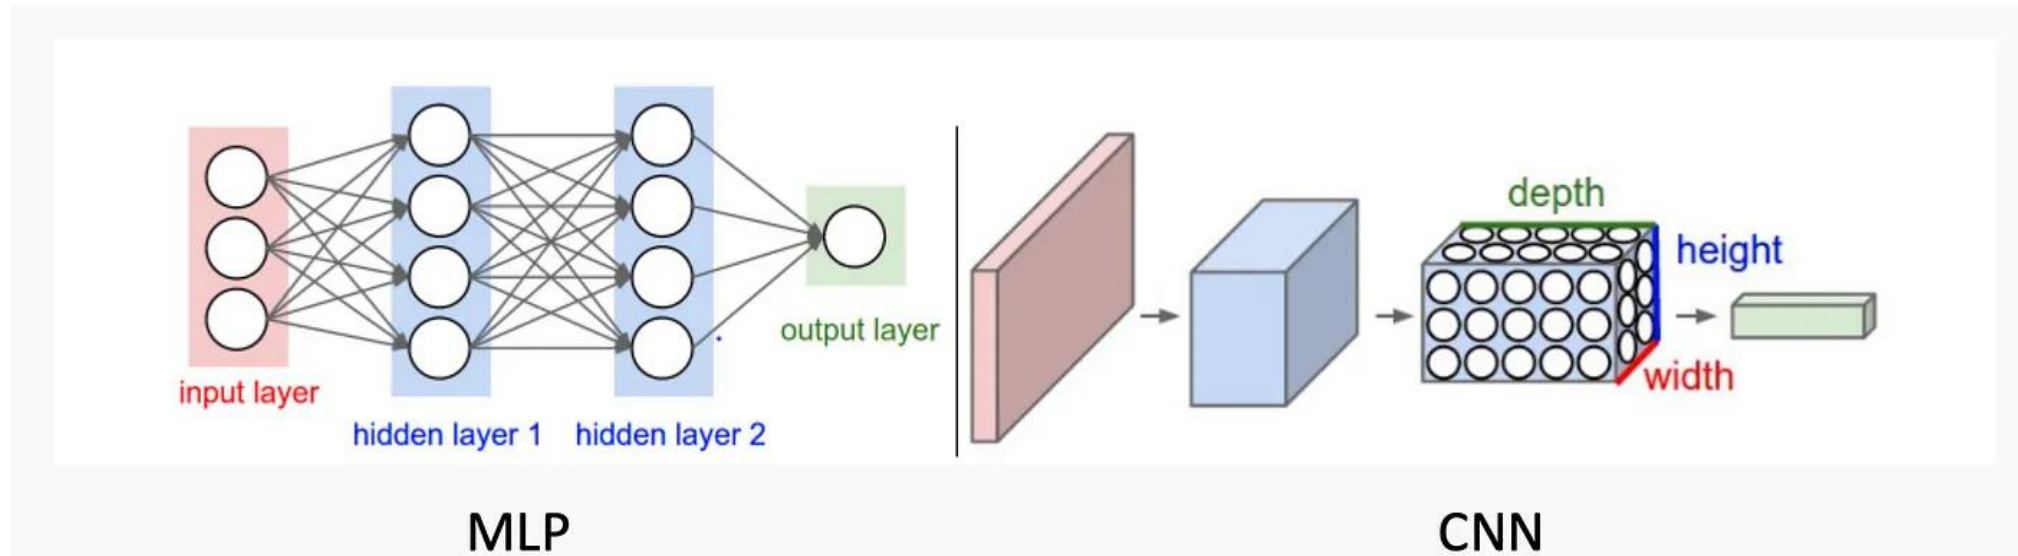 input layer
hidden layer 1
hidden layer 2
output layer
depth
height
width
MLP
CNN